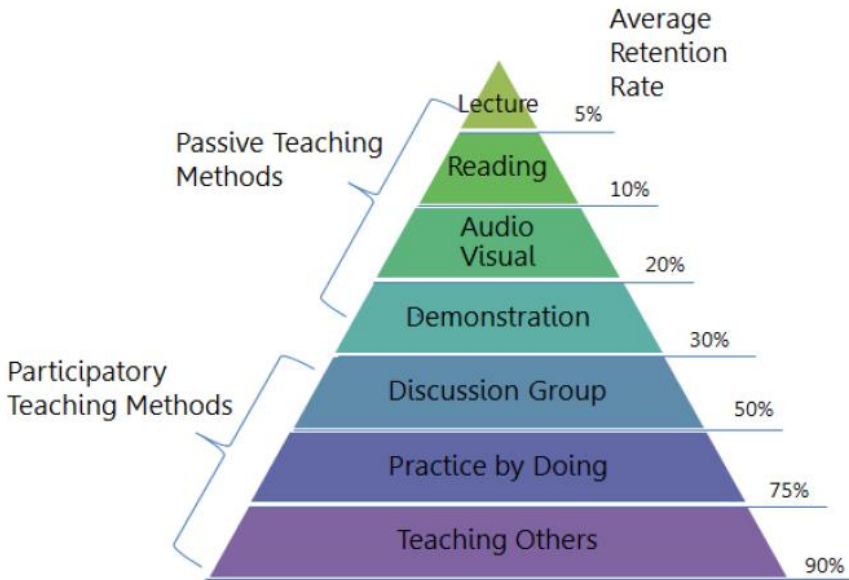 Average
Retention
Rate
Lecture
5%
Passive Teaching
Methods
Reading
10%
Audio
Visual
20%
Demonstration
30%
Participatory
Teaching Methods
Discussion Group
50%
Practice by Doing
75%
Teaching Others
90%